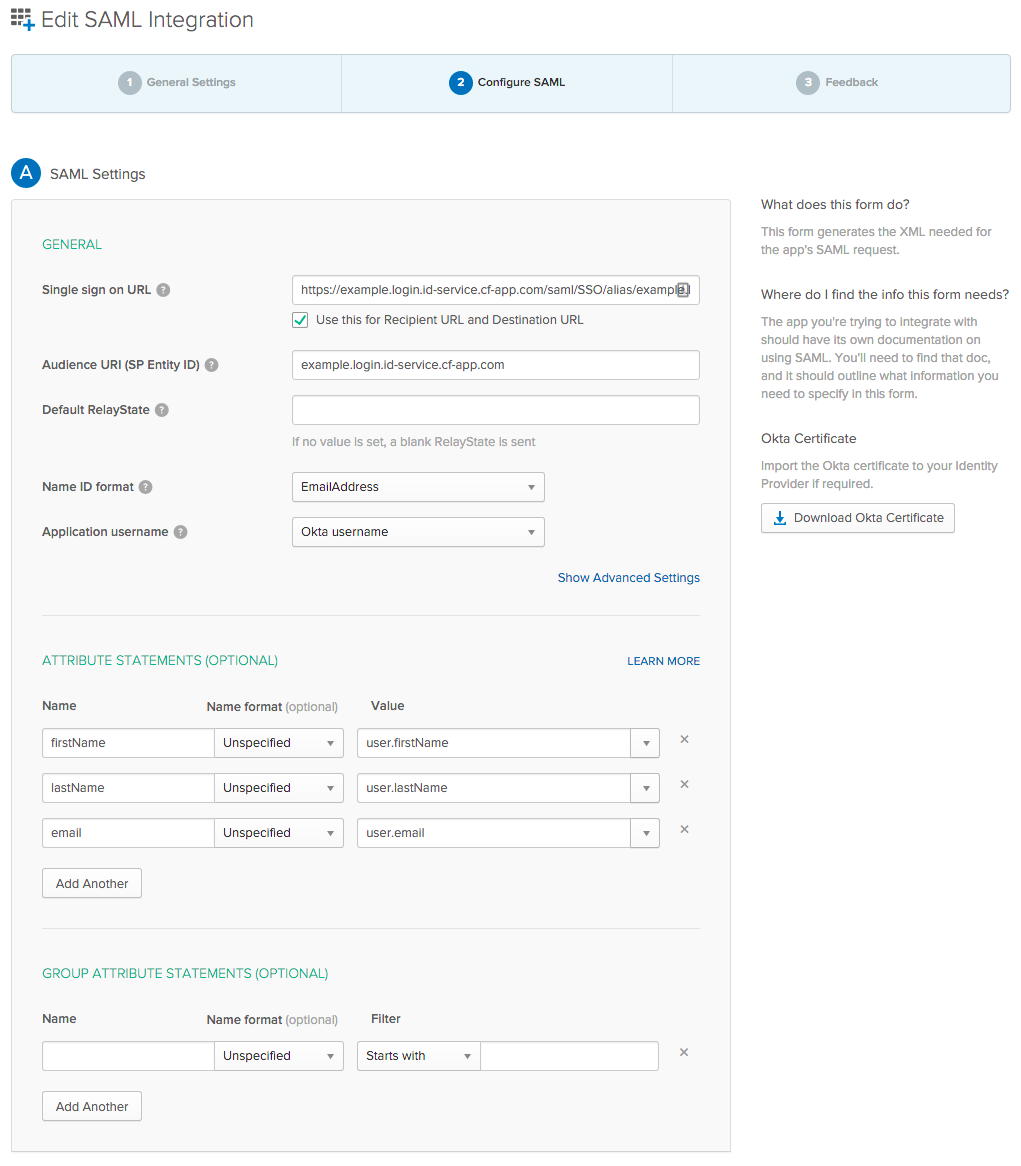 Edit SAML Integration
1 General Settings
2 Configure SAML
3 Feedback
A SAML Settings
GENERAL
Single sign on URL ?
https://example.login.id-service.cf-app.com/saml/SSO/alias/example.l
Use this for Recipient URL and Destination URL
Audience URI (SP Entity ID) ?
example.login.id-service.cf-app.com
Default RelayState ?
If no value is set, a blank RelayState is sent
Name ID format ?
EmailAddress
Application username ?
Okta username
Show Advanced Settings
ATTRIBUTE STATEMENTS (OPTIONAL)
LEARN MORE
Name Name format (optional) Value
firstName Unspecified user.firstName
lastName Unspecified user.lastName
email Unspecified user.email
Add Another
GROUP ATTRIBUTE STATEMENTS (OPTIONAL)
Name Name format (optional) Filter
Unspecified Starts with
Add Another
What does this form do?
This form generates the XML needed for
the app's SAML request.
Where do I find the info this form needs?
The app you're trying to integrate with
should have its own documentation on
using SAML. You'll need to find that doc,
and it should outline what information you
need to specify in this form.
Okta Certificate
Import the Okta certificate to your Identity
Provider if required.
Download Okta Certificate